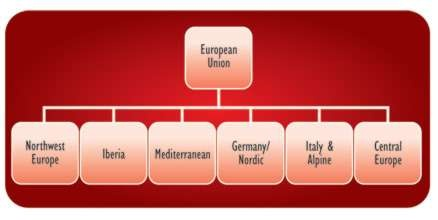 European
Union
Northwest
Europe
Iberia
Mediterranean
Germany/
Nordic
Italy &
Alpine
Central
Europe